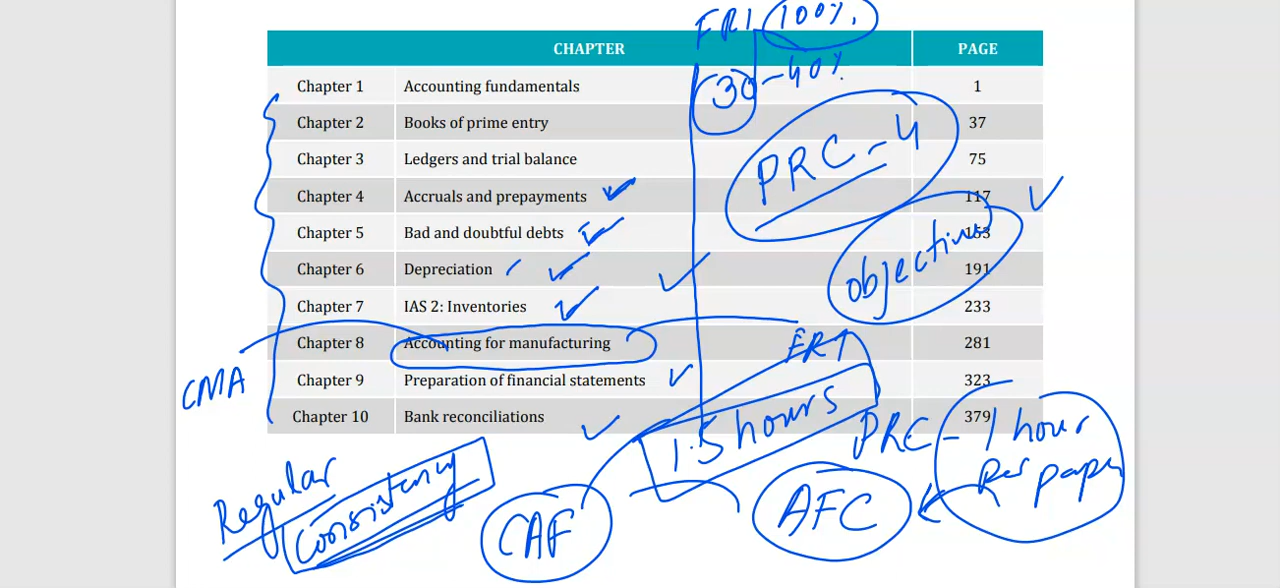 FR1 100%.
CHAPTER PAGE
30-40%
Chapter 1 Accounting fundamentals 1
Chapter 2 Books of prime entry 37
PRC-4
Chapter 3 Ledgers and trial balance 75
Chapter 4 Accruals and prepayments 117
Chapter 5 Bad and doubtful debts 153
objective
Chapter 6 Depreciation 191
Chapter 7 IAS 2: Inventories 233
Chapter 8 Accounting for manufacturing 281
FR1
CMA
Chapter 9 Preparation of financial statements 323
Chapter 10 Bank reconciliations 379
1.5 hours
PRC - 1 hour
Per paper
Regular
Consistency
CAF
AFC